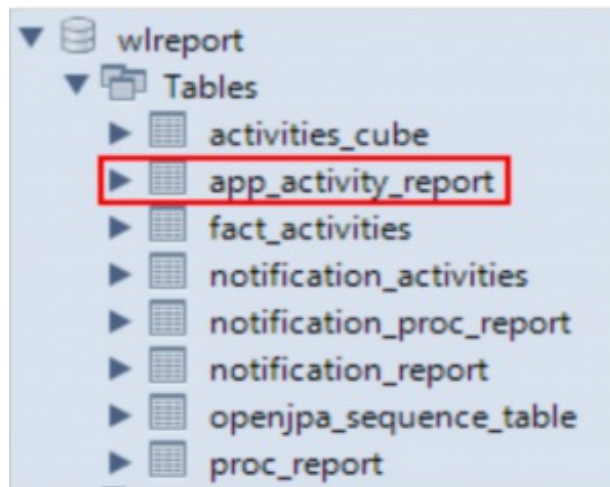 wlreport
Tables
activities_cube
app_activity_report
fact_activities
notification_activities
notification_proc_report
notification_report
openjpa_sequence_table
proc_report